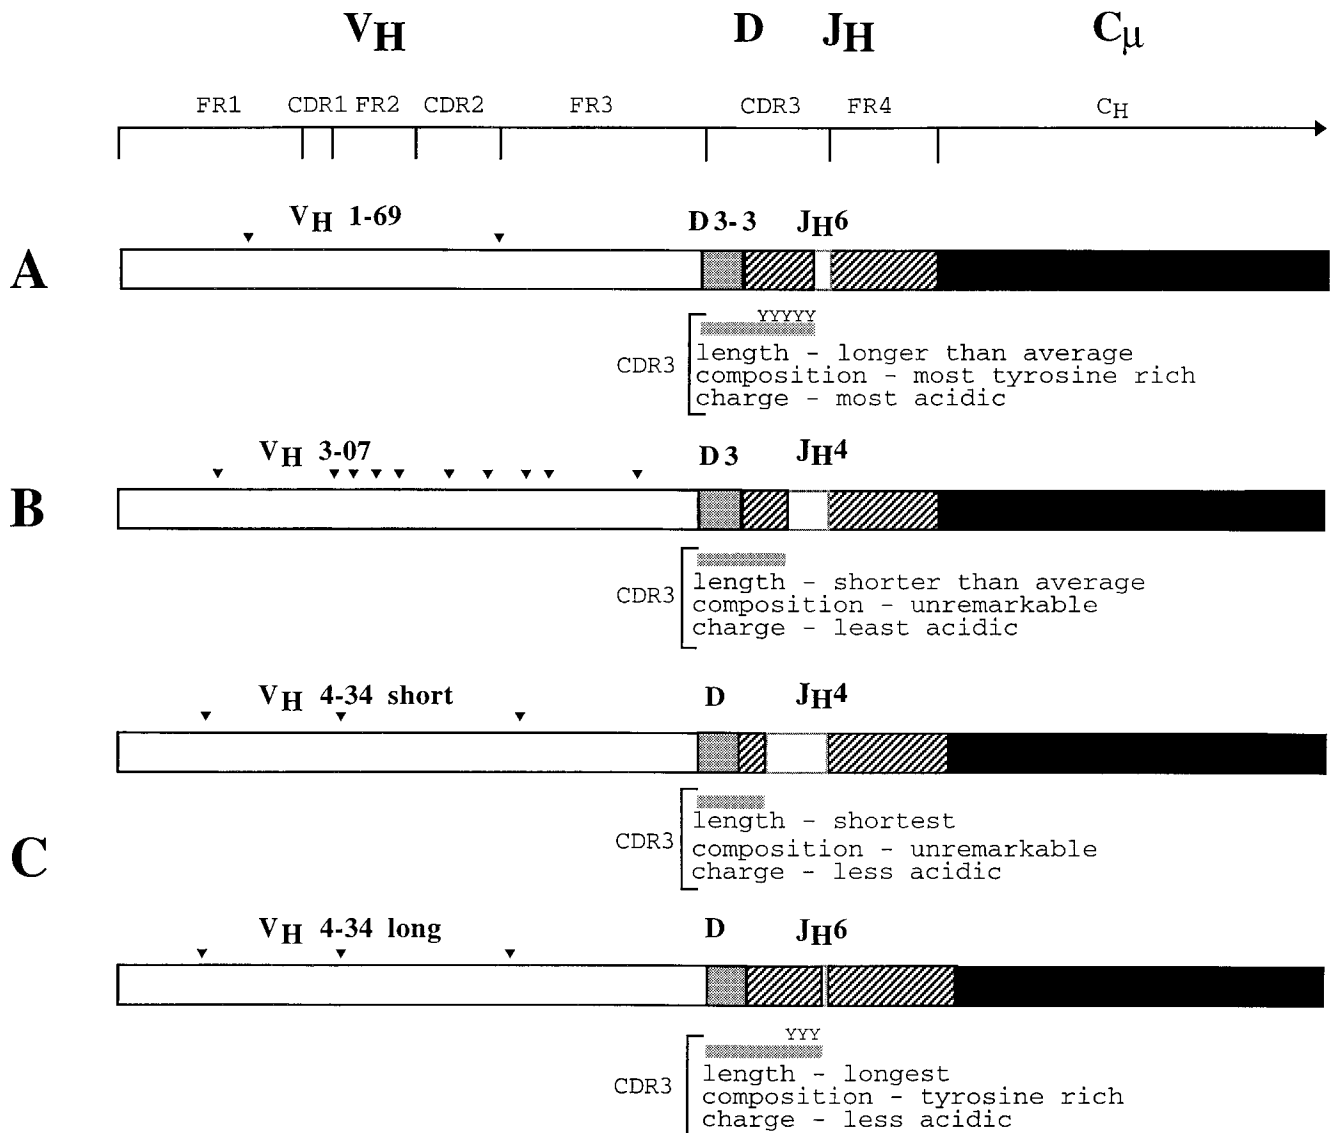 VH D JH Cμ
FR1 CDR1 FR2 CDR2 FR3 CDR3 FR4 CH
A
VH 1-69 D3-3 JH6
YYYYY
CDR3
length - longer than average
composition - most tyrosine rich
charge - most acidic
B
VH 3-07 D3 JH4
CDR3
length - shorter than average
composition - unremarkable
charge - least acidic
C
VH 4-34 short D JH4
CDR3
length - shortest
composition - unremarkable
charge - less acidic
VH 4-34 long D JH6
YYY
CDR3
length - longest
composition - tyrosine rich
charge - less acidic